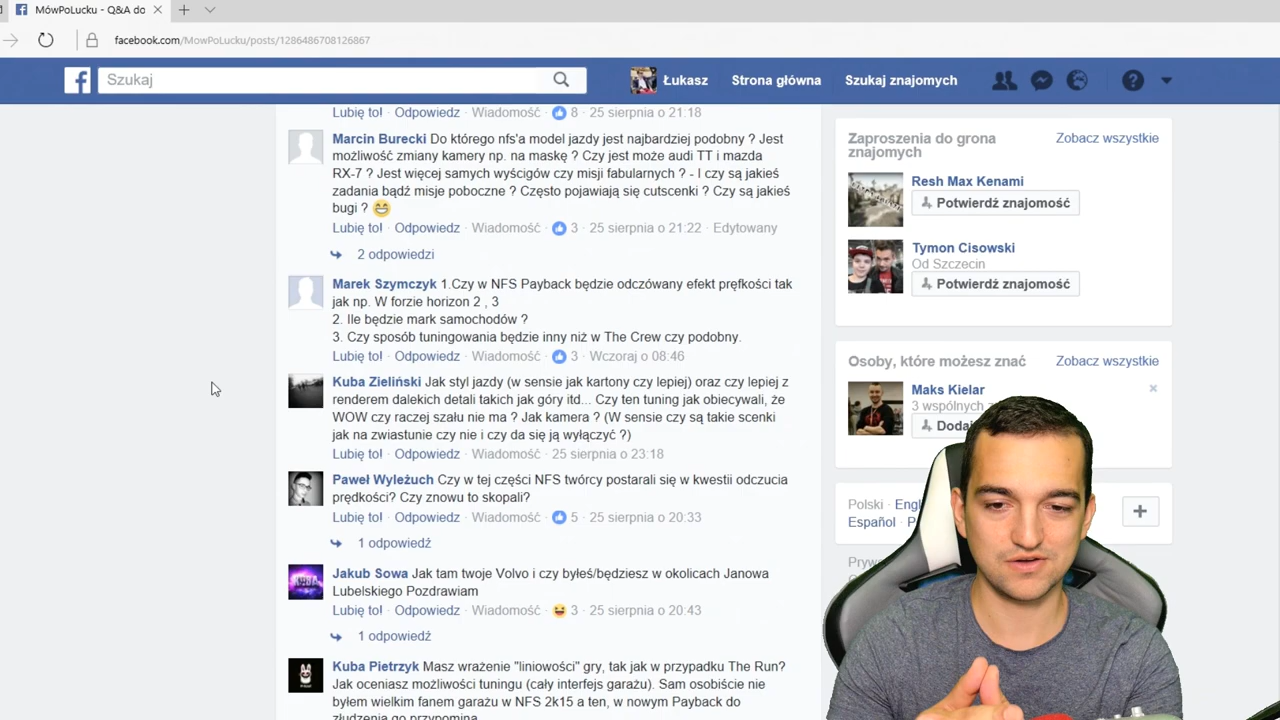 MówPoLucku - Q&A do
facebook.com/MowPoLucku/posts/1286486708126867
Szukaj
Łukasz
Strona główna
Szukaj znajomych
Lubię to! · Odpowiedz · Wiadomość · 8 · 25 sierpnia o 21:18
Marcin Burecki Do którego nfs'a model jazdy jest najbardziej podobny ? Jest
możliwość zmiany kamery np. na maskę ? Czy jest może audi TT i mazda
RX-7 ? Jest więcej samych wyścigów czy misji fabularnych ? - I czy są jakieś
zadania bądź misje poboczne ? Często pojawiają się cutscenki ? Czy są jakieś
bugi ?
Lubię to! · Odpowiedz · Wiadomość · 3 · 25 sierpnia o 21:22 · Edytowany
2 odpowiedzi
Marek Szymczyk 1.Czy w NFS Payback będzie odczówany efekt pręfkości tak
jak np. W forzie horizon 2 , 3
2. Ile będzie mark samochodów ?
3. Czy sposób tuningowania będzie inny niż w The Crew czy podobny.
Lubię to! · Odpowiedz · Wiadomość · 3 · Wczoraj o 08:46
Kuba Zieliński Jak styl jazdy (w sensie jak kartony czy lepiej) oraz czy lepiej z
renderem dalekich detali takich jak góry itd... Czy ten tuning jak obiecywali, że
WOW czy raczej szału nie ma ? Jak kamera ? (W sensie czy są takie scenki
jak na zwiastunie czy nie i czy da się ją wyłączyć ?)
Lubię to! · Odpowiedz · Wiadomość · 25 sierpnia o 23:18
Paweł Wyleżuch Czy w tej części NFS twórcy postarali się w kwestii odczucia
prędkości? Czy znowu to skopali?
Lubię to! · Odpowiedz · Wiadomość · 5 · 25 sierpnia o 20:33
1 odpowiedź
Jakub Sowa Jak tam twoje Volvo i czy byłeś/będziesz w okolicach Janowa
Lubelskiego Pozdrawiam
Lubię to! · Odpowiedz · Wiadomość · 3 · 25 sierpnia o 20:43
1 odpowiedź
Kuba Pietrzyk Masz wrażenie "liniowości" gry, tak jak w przypadku The Run?
Jak oceniasz możliwości tuningu (cały interfejs garażu). Sam osobiście nie
byłem wielkim fanem garażu w NFS 2k15 a ten, w nowym Payback do
złudzenia go przypomina
Zaproszenia do grona
znajomych
Zobacz wszystkie
Resh Max Kenami
Potwierdź znajomość
Tymon Cisowski
Od Szczecin
Potwierdź znajomość
Osoby, które możesz znać
Zobacz wszystkie
Maks Kielar
3 wspólnych
Polski ·
Español ·